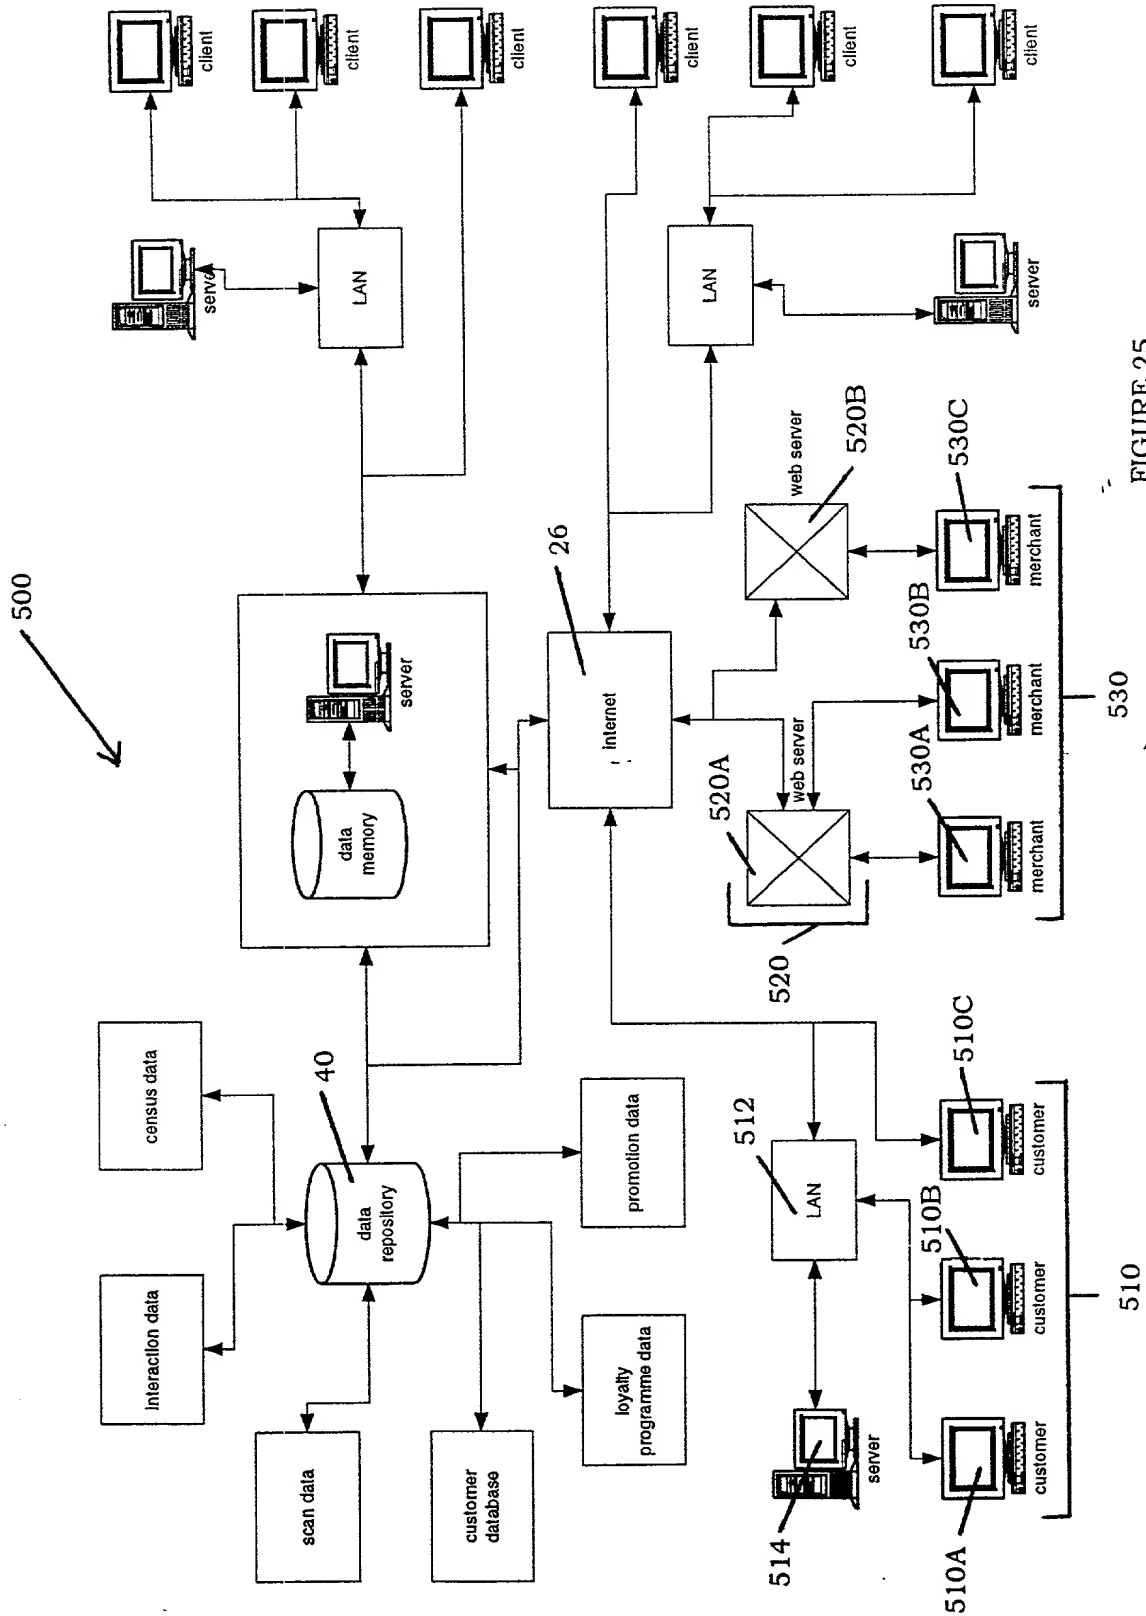 500
Interaction data
census data
scan data
data
repository
40
data
memory
server
server
LAN
client
client
client
customer
database
loyalty
programme data
promotion data
Internet
26
client
client
client
LAN
server
514
server
512
LAN
520
520A
web server
web server
520B
510A
510B
510C
530A
530B
530C
customer
customer
customer
merchant
merchant
merchant
510
530
FIGURE 25